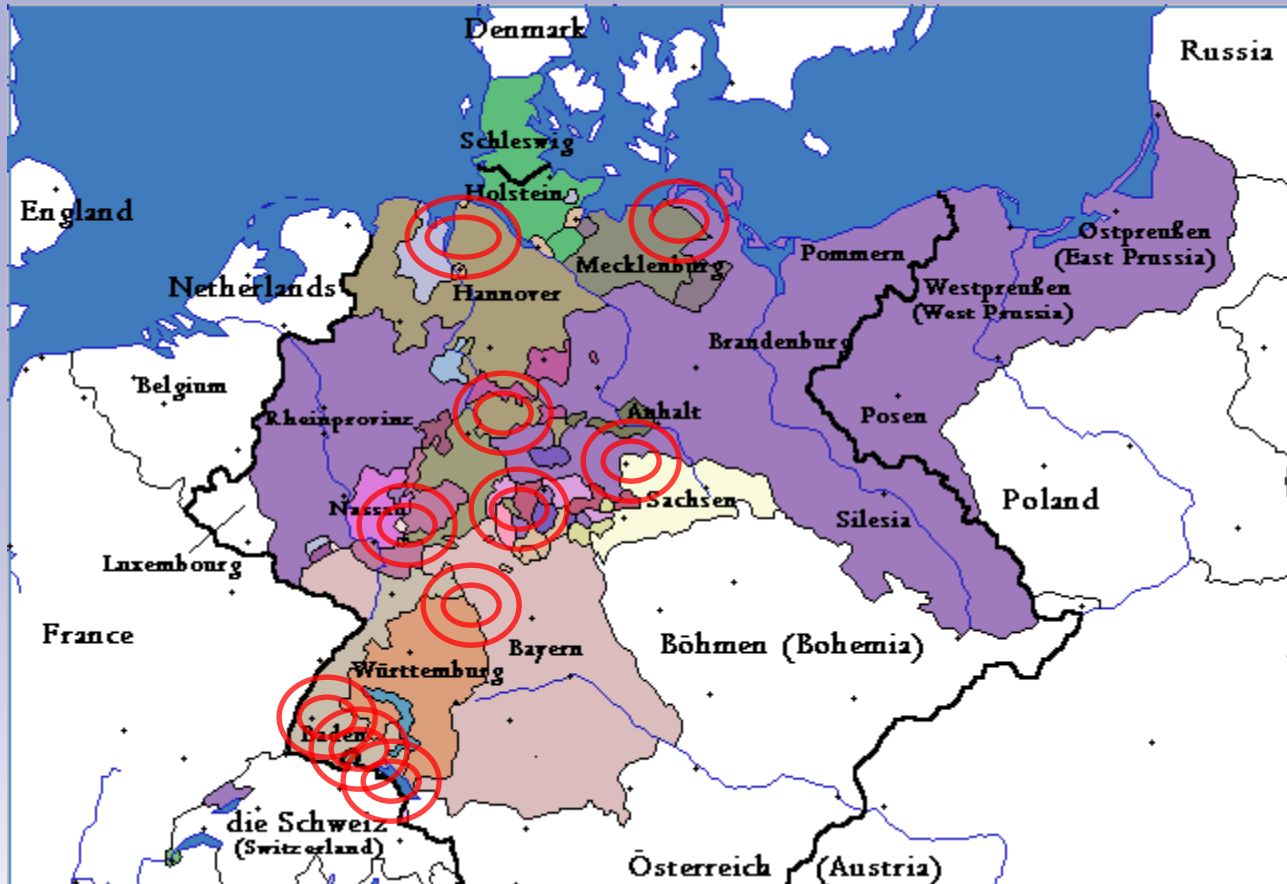 Denmark
Russia
Schleswig
Holstein
England
Ostpreußen
(East Prussia)
Pommern
Mecklenburg
Netherlands
Hannover
Westpreußen
(West Prussia)
Brandenburg
Belgium
Rheinprovinz
Anhalt
Posen
Nassau
Sachsen
Poland
Silesia
Luxembourg
France
Böhmen (Bohemia)
Bayern
Württemburg
Baden
die Schweiz
(Switzerland)
Österreich (Austria)